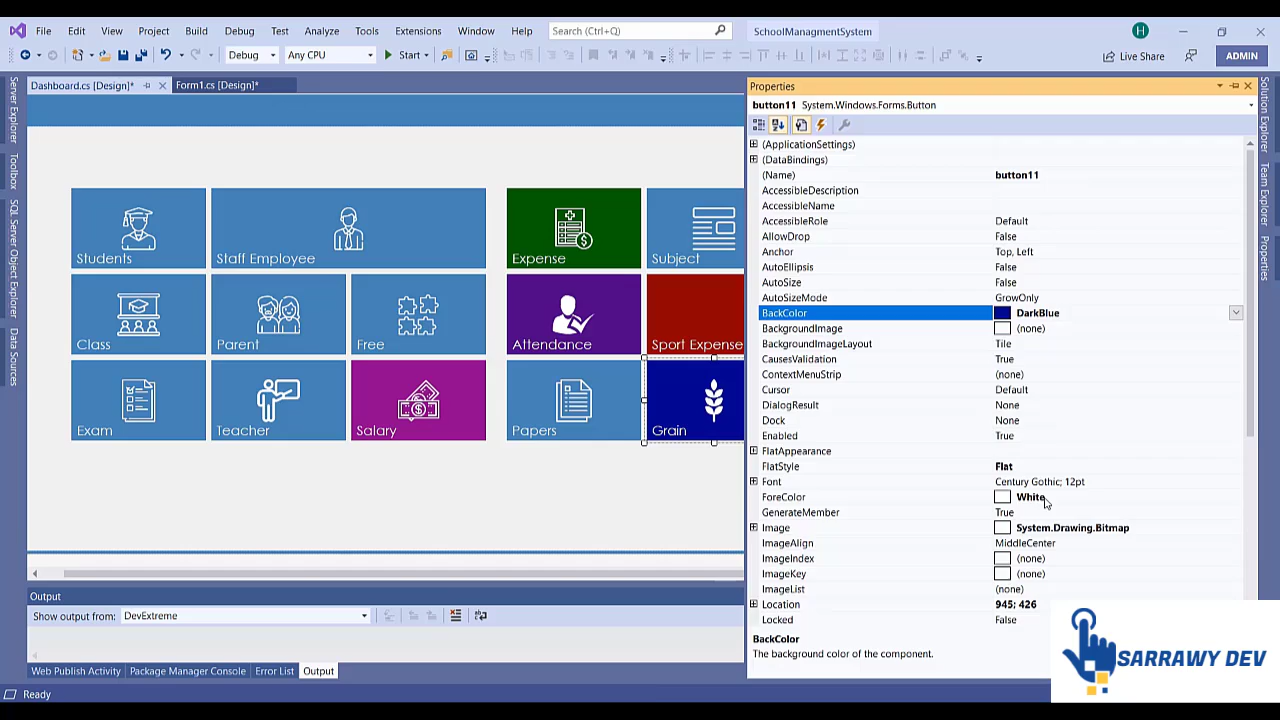 File Edit View Project Build Debug Test Analyze Tools Extensions Window Help Search (Ctrl+Q) SchoolManagmentSystem H
Debug Any CPU Start Live Share ADMIN
Dashboard.cs [Design]* Form1.cs [Design]*
Server Explorer
Toolbox
SQL Server Object Explorer
Data Sources
Students
Staff Employee
Expense
Subject
Class
Parent
Free
Attendance
Sport Expense
Exam
Teacher
Salary
Papers
Grain
Output
Show output from: DevExtreme
Web Publish Activity Package Manager Console Error List Output
Ready
Properties
button11 System.Windows.Forms.Button
(ApplicationSettings)
(DataBindings)
(Name) button11
AccessibleDescription
AccessibleName
AccessibleRole Default
AllowDrop False
Anchor Top, Left
AutoEllipsis False
AutoSize False
AutoSizeMode GrowOnly
BackColor DarkBlue
BackgroundImage (none)
BackgroundImageLayout Tile
CausesValidation True
ContextMenuStrip (none)
Cursor Default
DialogResult None
Dock None
Enabled True
FlatAppearance
FlatStyle Flat
Font Century Gothic; 12pt
ForeColor White
GenerateMember True
Image System.Drawing.Bitmap
ImageAlign MiddleCenter
ImageIndex (none)
ImageKey (none)
ImageList (none)
Location 945; 426
Locked False
BackColor
The background color of the component.
Solution Explorer
Team Explorer
Properties
SARRAWY DEV